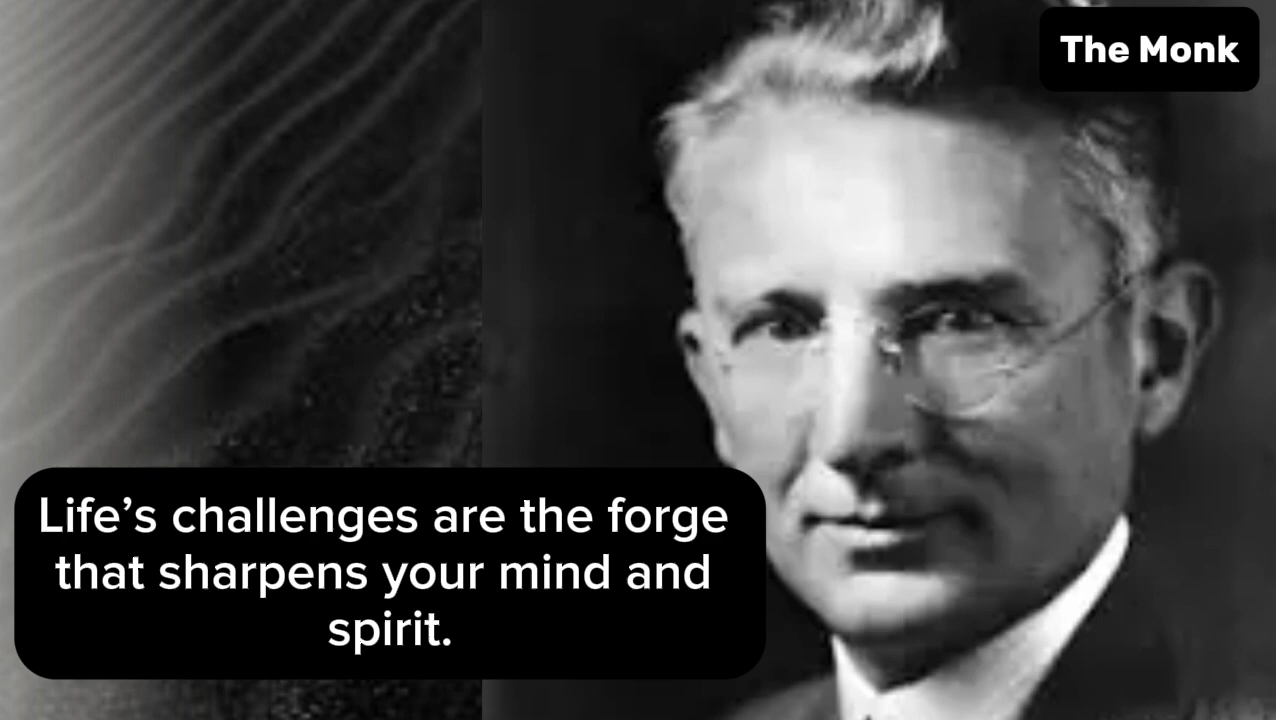 The Monk
Life’s challenges are the forge
that sharpens your mind and
spirit.